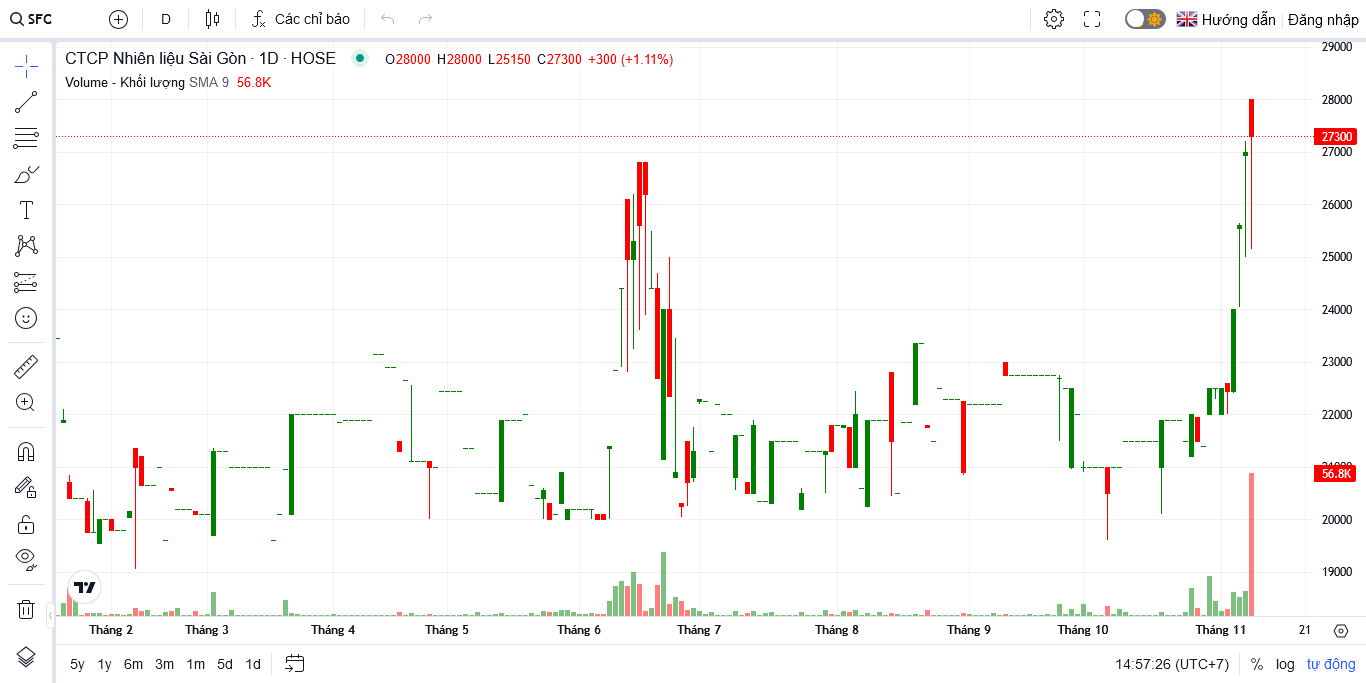 SFC D Các chỉ báo Hướng dẫn Đăng nhập
CTCP Nhiên liệu Sài Gòn · 1D · HOSE O28000 H28000 L25150 C27300 +300 (+1.11%)
Volume - Khối lượng SMA 9 56.8K
29000
28000
27300
27000
26000
25000
24000
23000
22000
21000
56.8K
20000
19000
Tháng 2 Tháng 3 Tháng 4 Tháng 5 Tháng 6 Tháng 7 Tháng 8 Tháng 9 Tháng 10 Tháng 11 21
5y 1y 6m 3m 1m 5d 1d 14:57:26 (UTC+7) % log tự động